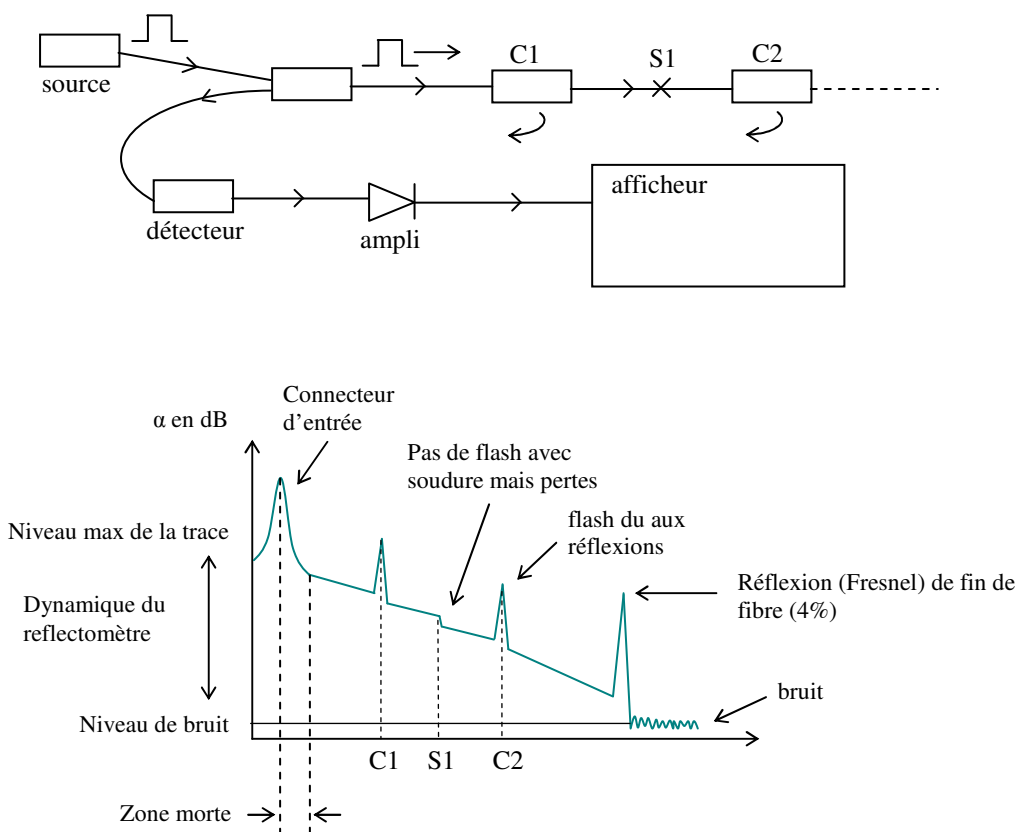 source
C1
S1
C2
afficheur
détecteur
ampli
α en dB
Connecteur
d’entrée
Pas de flash avec
soudure mais pertes
flash du aux
réflexions
Niveau max de la trace
Réflexion (Fresnel) de fin de
fibre (4%)
Dynamique du
reflectomètre
bruit
Niveau de bruit
C1
S1
C2
Zone morte